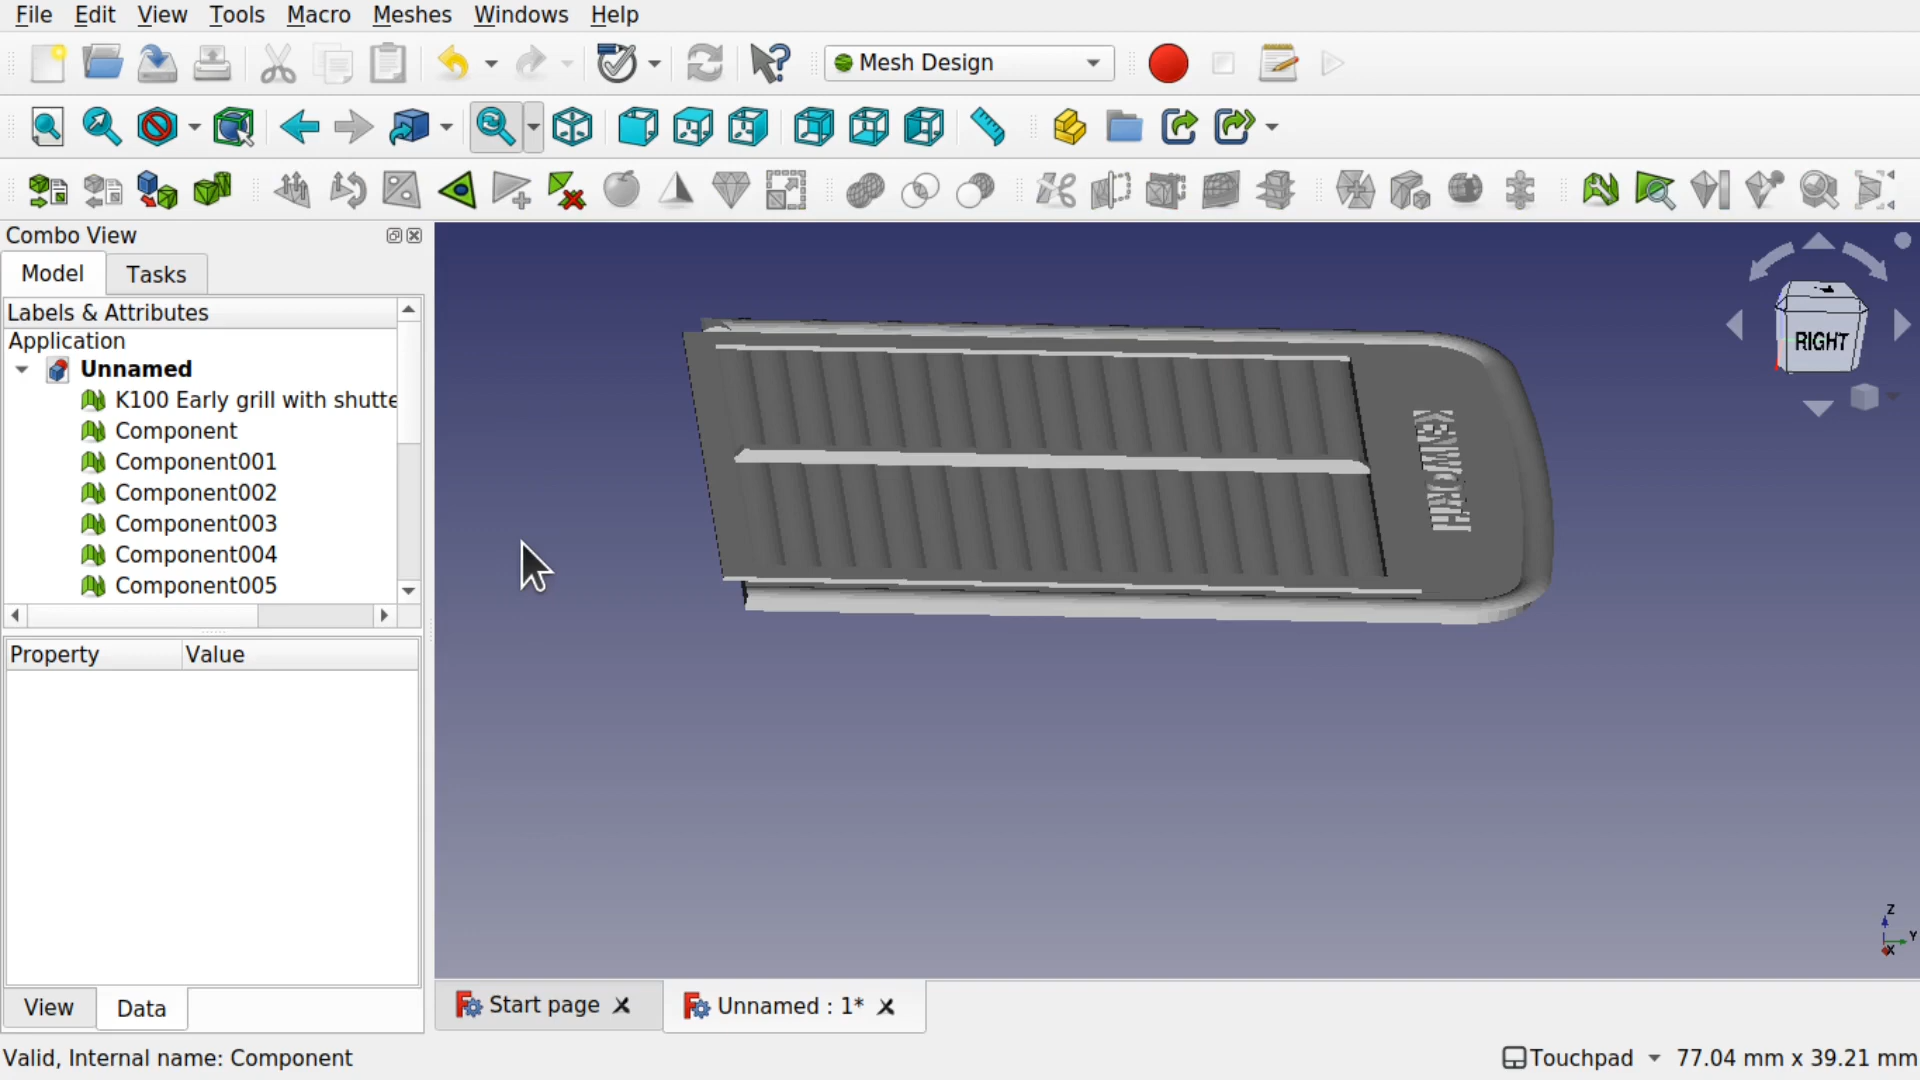 File Edit View Tools Macro Meshes Windows Help
Mesh Design
Combo View
Model Tasks
Labels & Attributes
Application
Unnamed
K100 Early grill with shutte
Component
Component001
Component002
Component003
Component004
Component005
Property Value
View Data
RIGHT
KENWORTH
Z
Y
X
Start page
Unnamed : 1*
Valid, Internal name: Component
Touchpad 77.04 mm x 39.21 mm